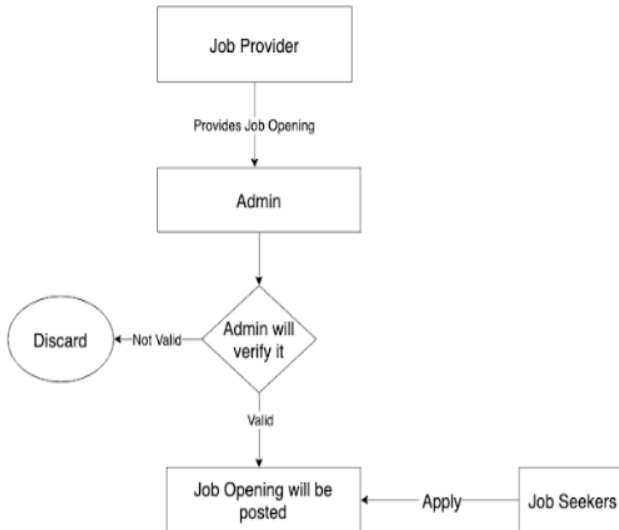 Job Provider
Provides Job Opening
Admin
Admin will
verify it
Discard
Not Valid
Valid
Job Opening will be
posted
Apply
Job Seekers